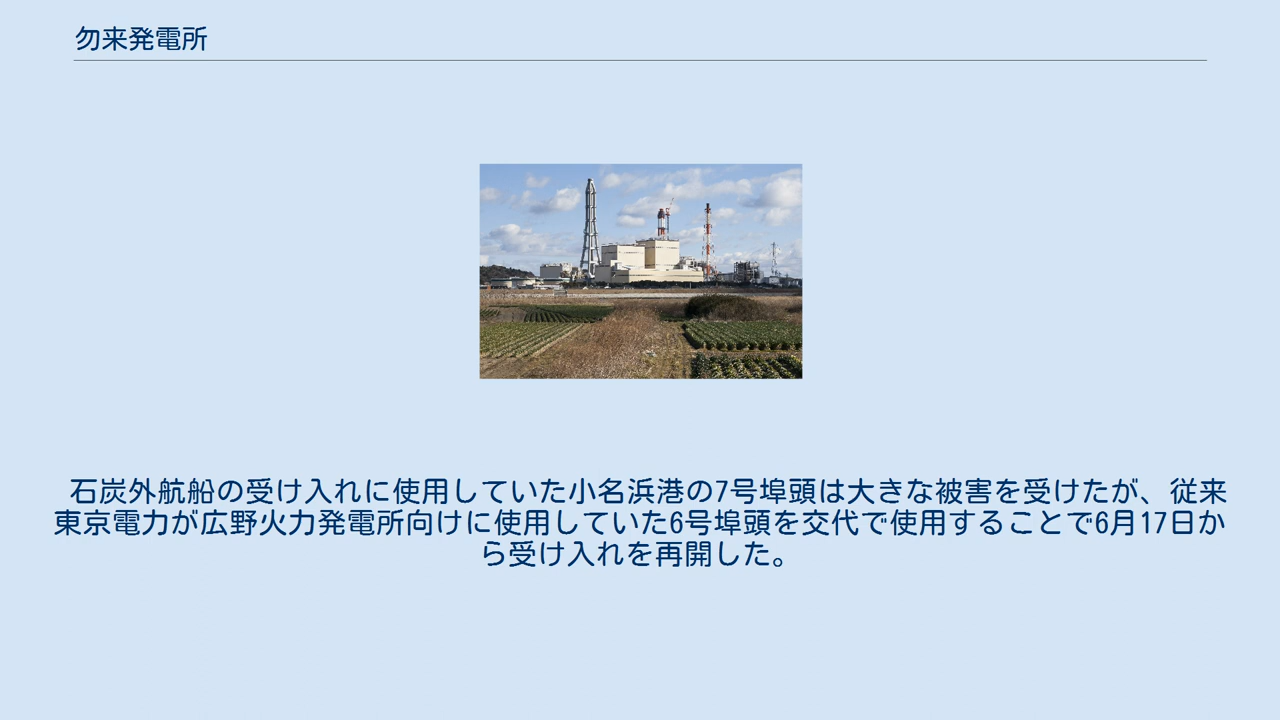 勿来発電所
石炭外航船の受け入れに使用していた小名浜港の7号埠頭は大きな被害を受けたが、従来
東京電力が広野火力発電所向けに使用していた6号埠頭を交代で使用することで6月17日か
ら受け入れを再開した。